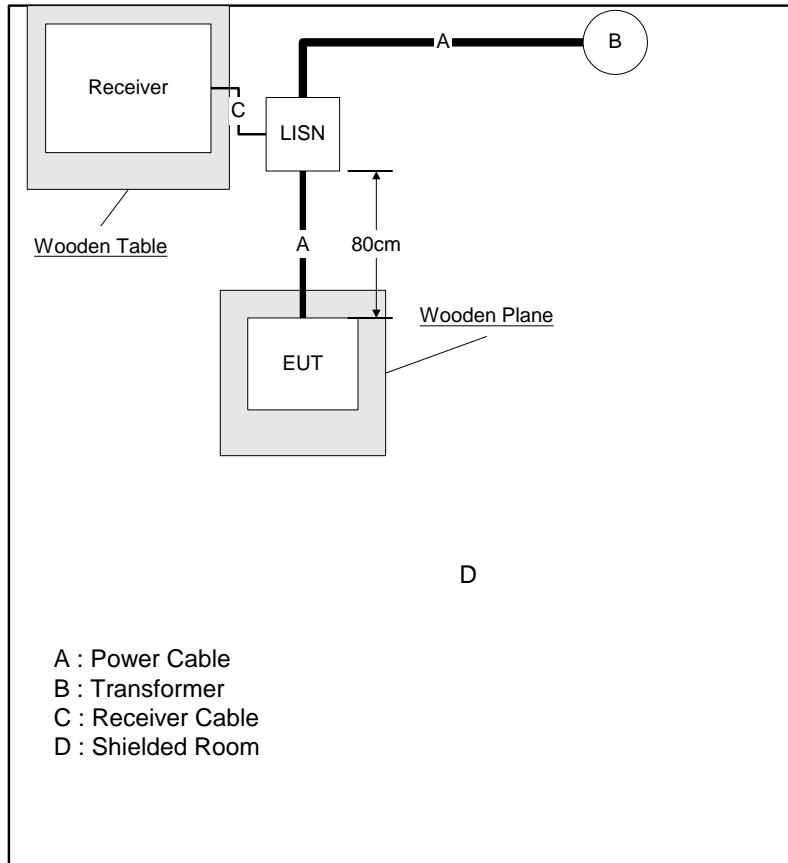 Receiver
A
B
C
LISN
Wooden Table
A
80cm
Wooden Plane
EUT
D
A : Power Cable
B : Transformer
C : Receiver Cable
D : Shielded Room